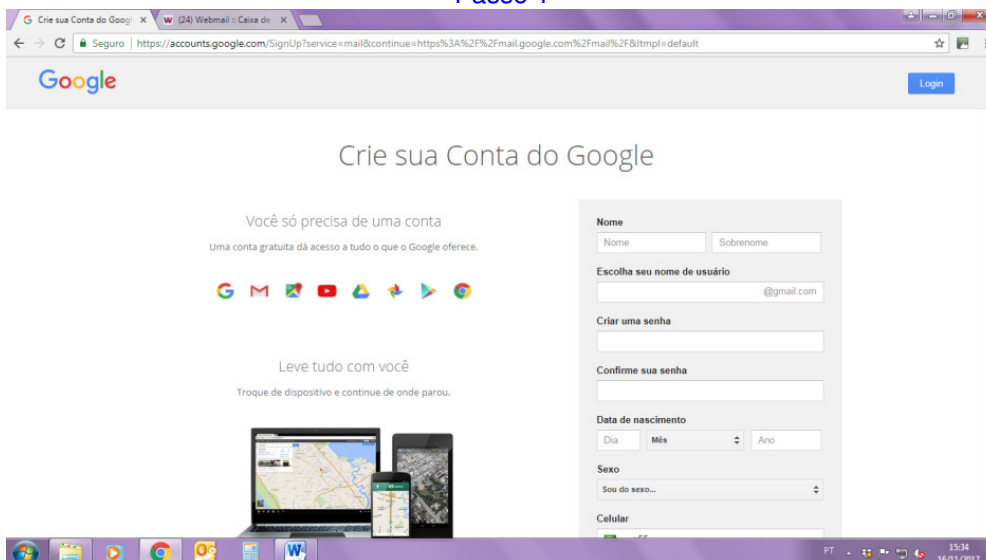 Crie sua Conta do Googl
(24) Webmail :: Caixa de
Seguro
https://accounts.google.com/SignUp?service=mail&continue=https%3A%2F%2Fmail.google.com%2Fmail%2F&ltmpl=default
Google
Login
Crie sua Conta do Google
Você só precisa de uma conta
Uma conta gratuita dá acesso a tudo o que o Google oferece.
Leve tudo com você
Troque de dispositivo e continue de onde parou.
Nome
Nome Sobrenome
Escolha seu nome de usuário
@gmail.com
Criar uma senha
Confirme sua senha
Data de nascimento
Dia Mês Ano
Sexo
Sou do sexo...
Celular
PT 15:34
16/11/2017